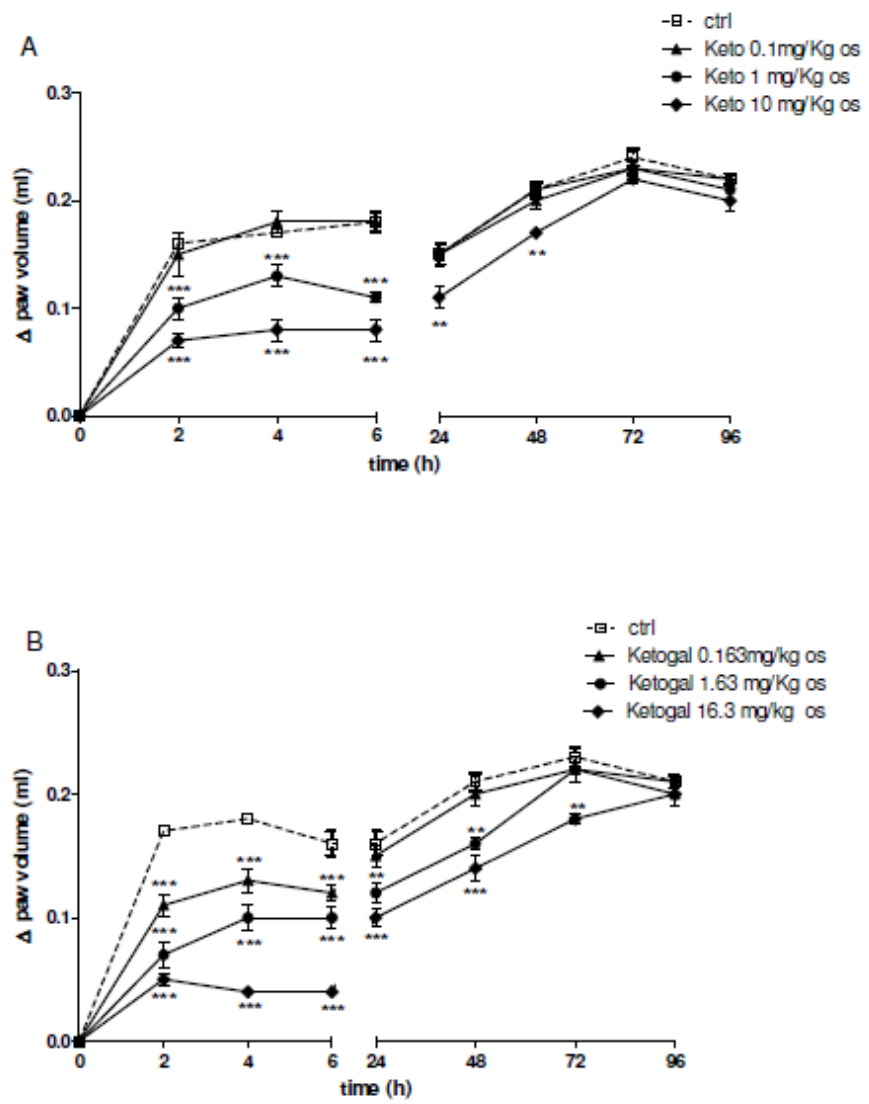 A
ctrl
Keto 0.1mg/Kg os
Keto 1 mg/Kg os
Keto 10 mg/Kg os
0.3
0.2
0.1
0.0
Δ paw volume (ml)
*** *** ***
*** *** ***
** **
0 2 4 6 24 48 72 96
time (h)
B
ctrl
Ketogal 0.163mg/kg os
Ketogal 1.63 mg/Kg os
Ketogal 16.3 mg/kg os
0.3
0.2
0.1
0.0
Δ paw volume (ml)
*** *** *** ** ** **
*** *** *** *** ***
*** *** ***
0 2 4 6 24 48 72 96
time (h)